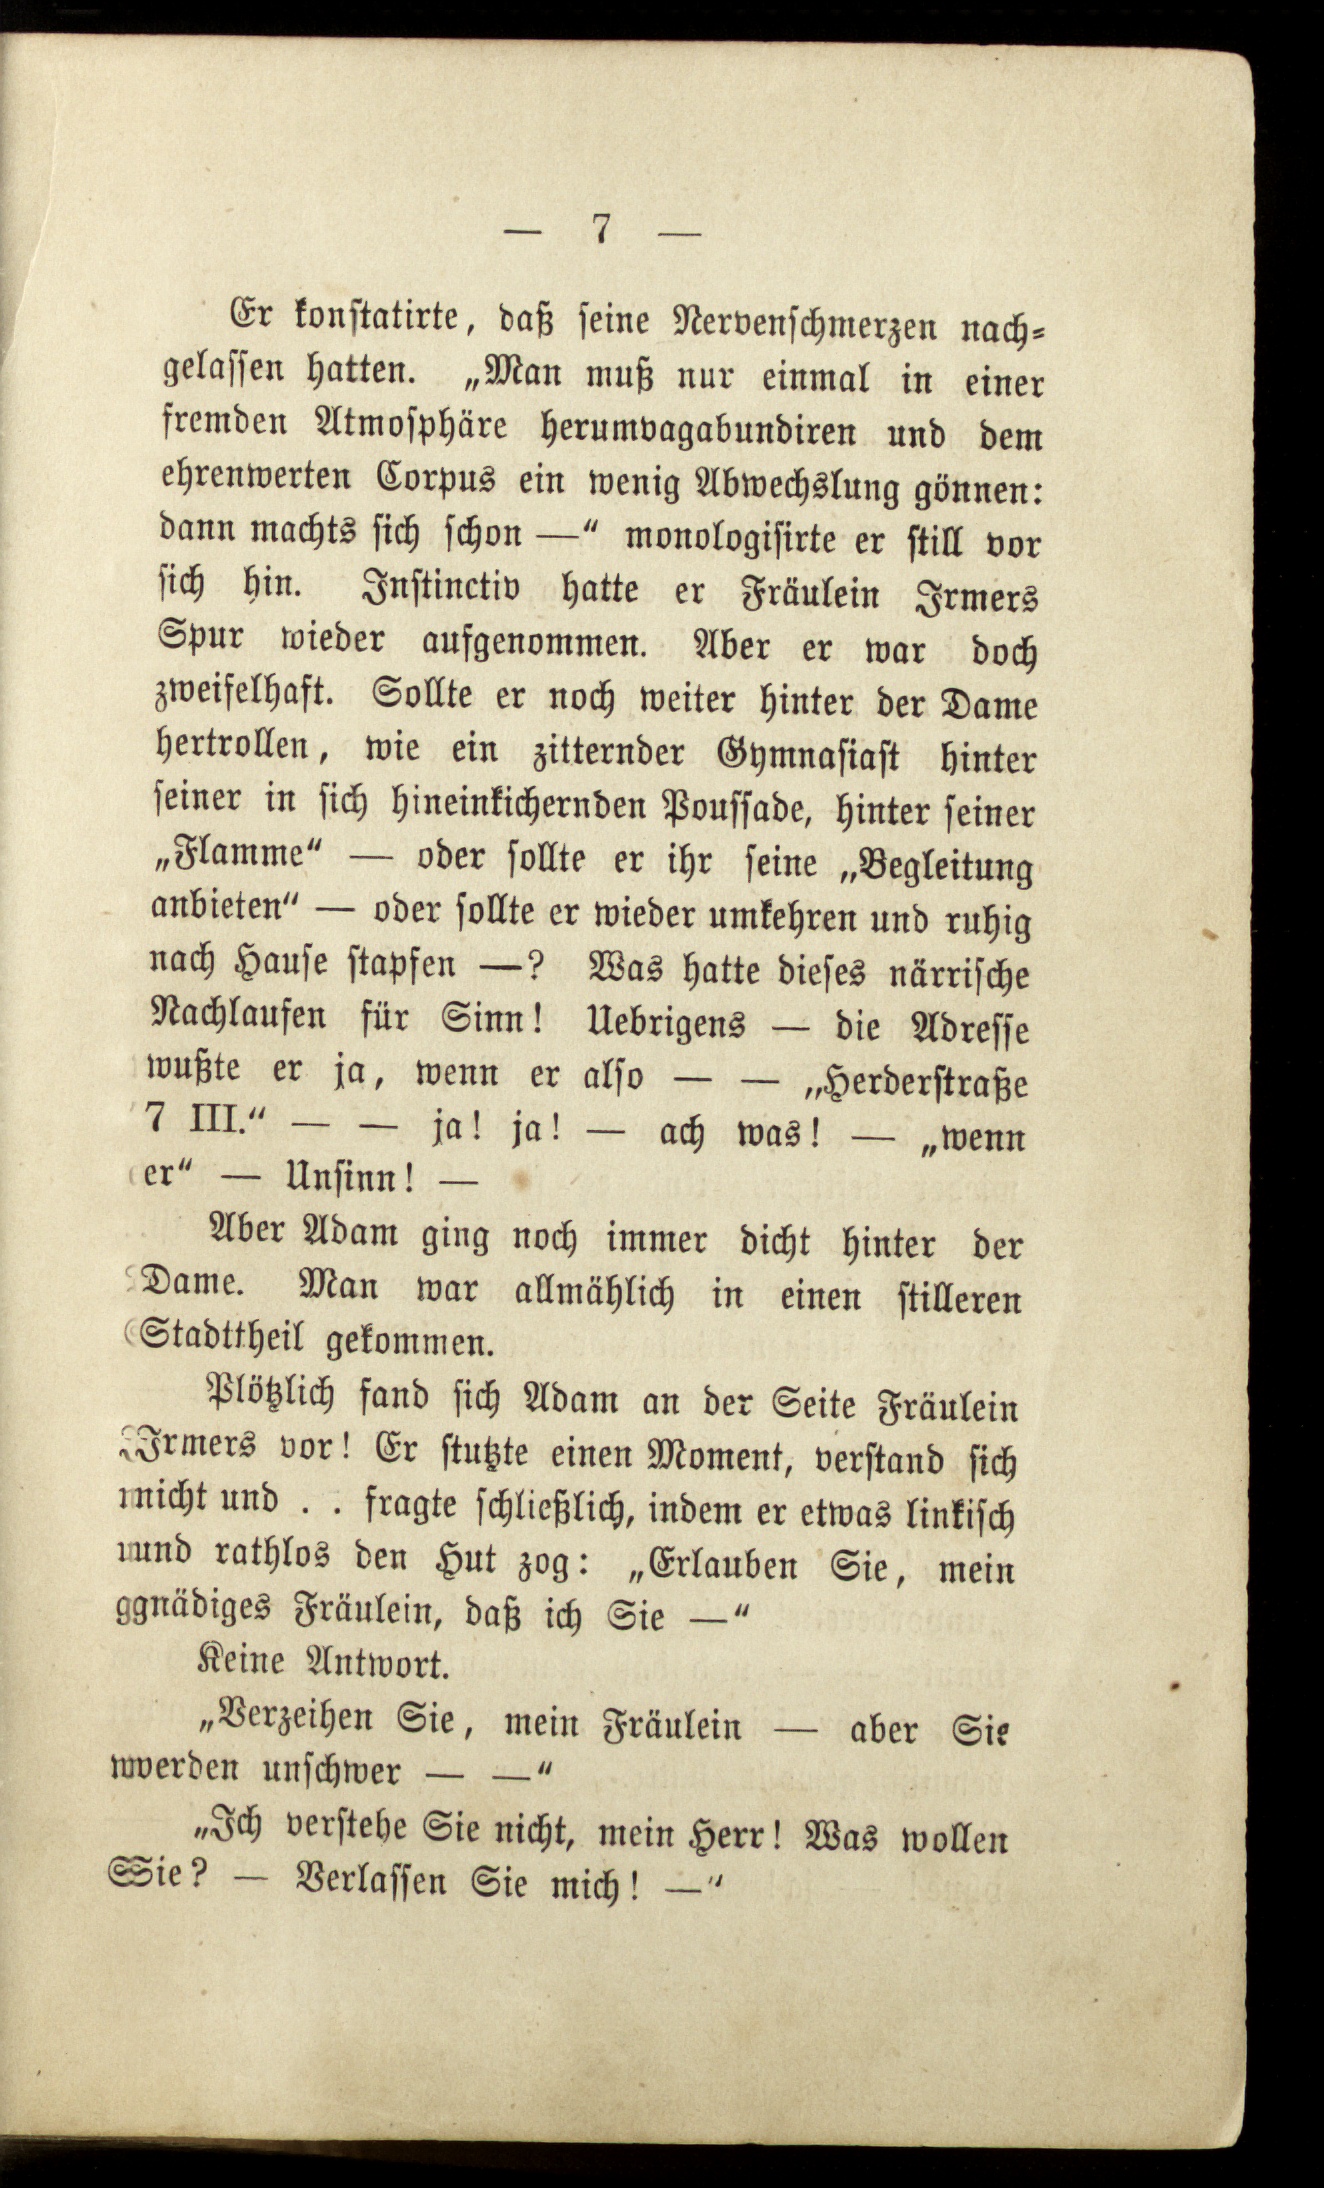 — 7 —
Er konstatirte, daß seine Nervenschmerzen nach-
gelassen hatten. „Man muß nur einmal in einer
fremden Atmosphäre herumvagabundiren und dem
ehrenwerten Corpus ein wenig Abwechslung gönnen:
dann machts sich schon —“ monologisirte er still vor
sich hin. Instinctiv hatte er Fräulein Irmers
Spur wieder aufgenommen. Aber er war doch
zweifelhaft. Sollte er noch weiter hinter der Dame
hertrollen, wie ein zitternder Gymnasiast hinter
seiner in sich hineinkichernden Poussade, hinter seiner
„Flamme“ — oder sollte er ihr seine „Begleitung
anbieten“ — oder sollte er wieder umkehren und ruhig
nach Hause stapfen —? Was hatte dieses närrische
Nachlaufen für Sinn! Uebrigens — die Adresse
wußte er ja, wenn er also — — „Herderstraße
7 III.“ — — ja! ja! — ach was! — „wenn
er“ — Unsinn! —
Aber Adam ging noch immer dicht hinter der
Dame. Man war allmählich in einen stilleren
Stadttheil gekommen.
Plötzlich fand sich Adam an der Seite Fräulein
Irmers vor! Er stutzte einen Moment, verstand sich
nicht und . . fragte schließlich, indem er etwas linkisch
und rathlos den Hut zog: „Erlauben Sie, mein
gnädiges Fräulein, daß ich Sie —“
Keine Antwort.
„Verzeihen Sie, mein Fräulein — aber Sie
werden unschwer — —“
„Ich verstehe Sie nicht, mein Herr! Was wollen
Sie? — Verlassen Sie mich! —“